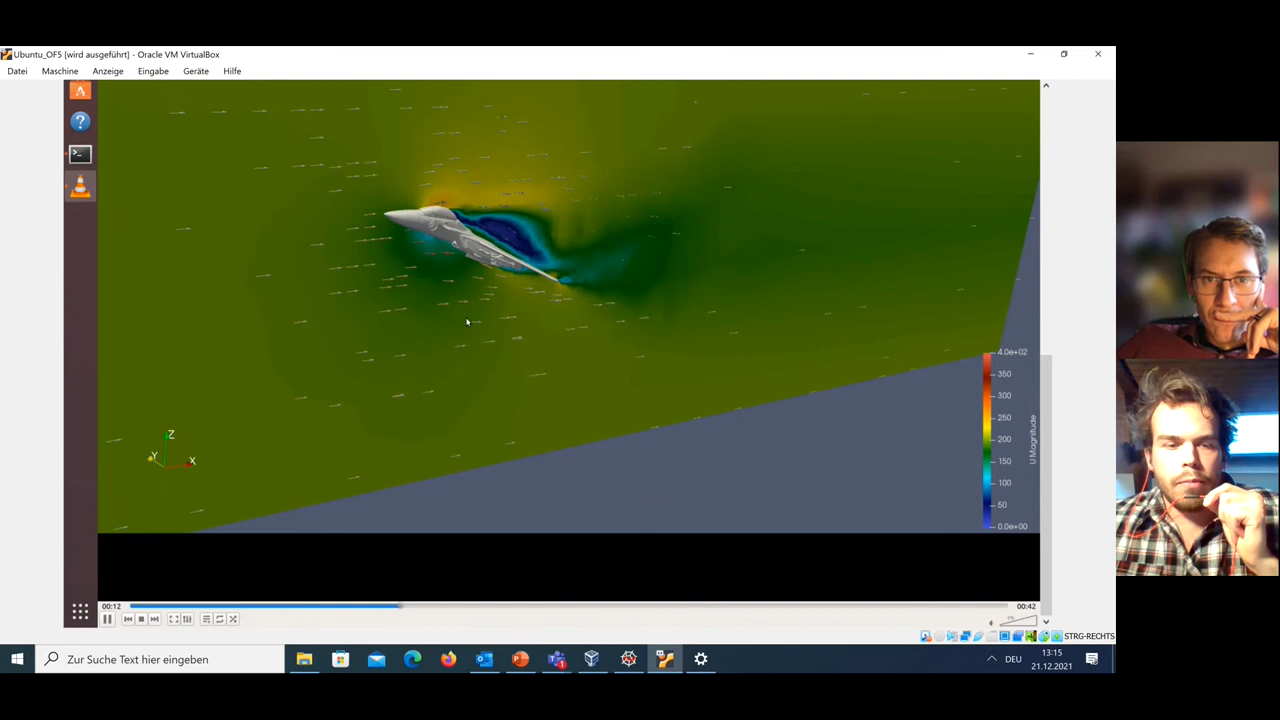 Ubuntu_OF5 [wird ausgeführt] - Oracle VM VirtualBox
Datei Maschine Anzeige Eingabe Geräte Hilfe
A
?
>_
4.0e+02
350
300
250
200
150
100
50
0.0e+00
U Magnitude
Z
Y
X
00:12
00:42
STRG-RECHTS
Zur Suche Text hier eingeben
1
DEU
13:15
21.12.2021